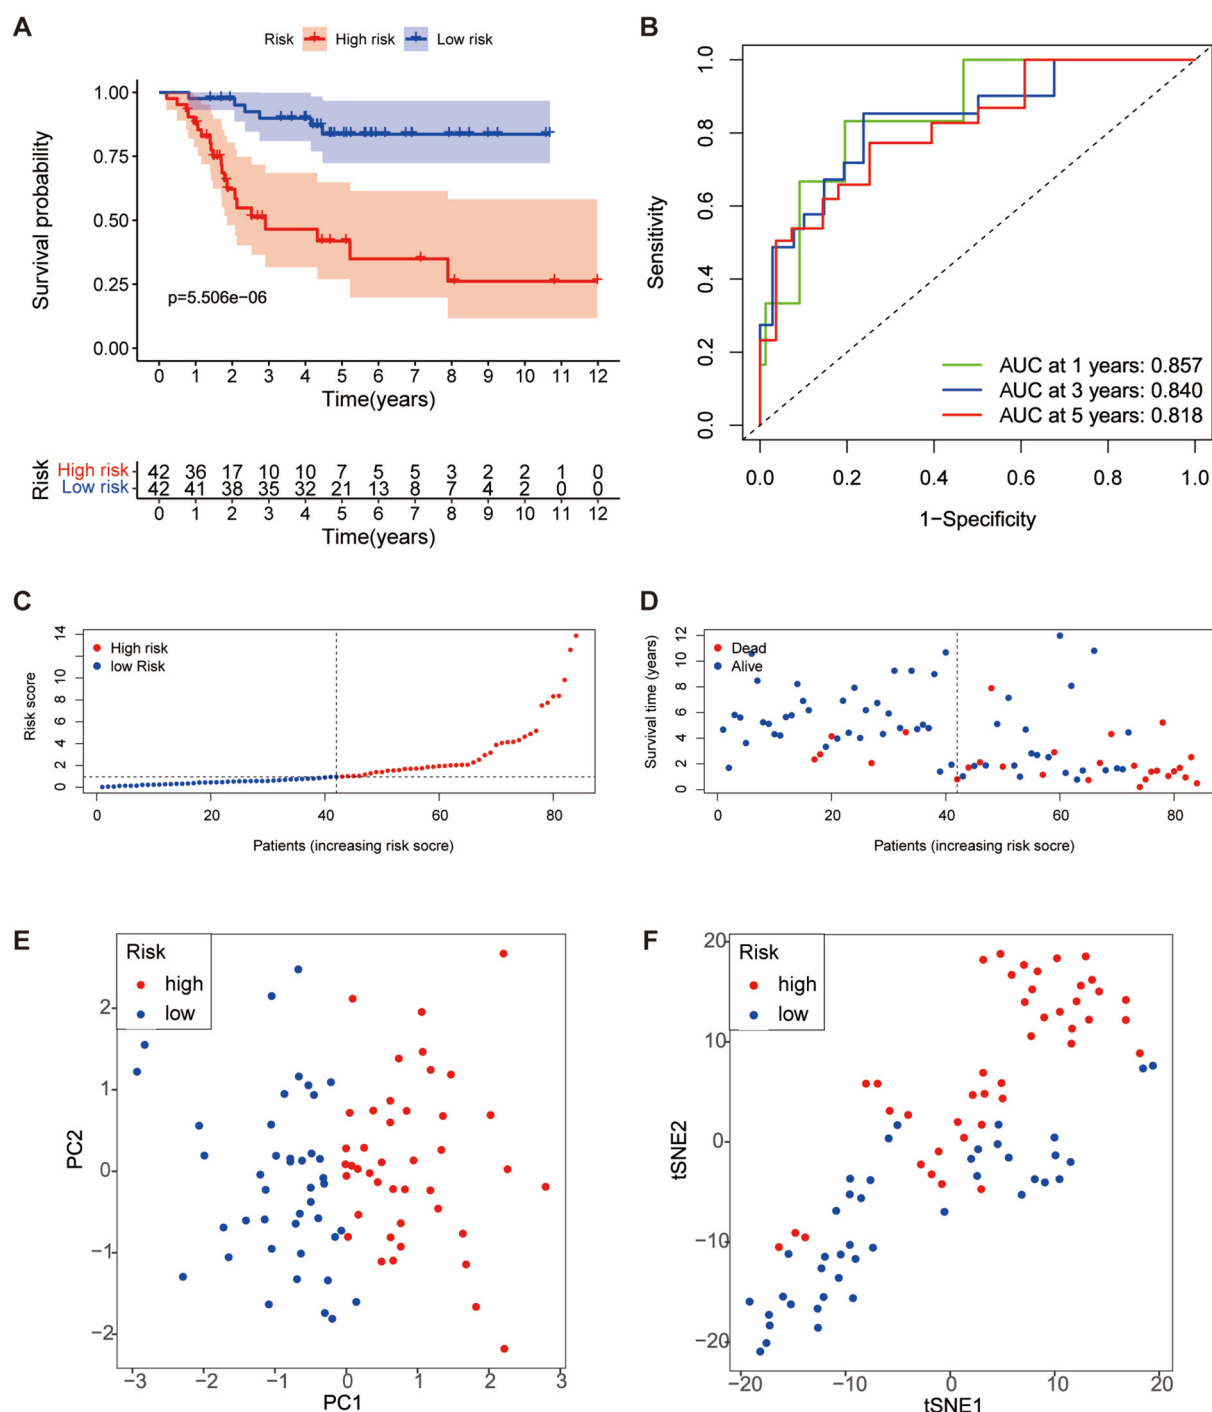 A
Risk High risk Low risk
Survival probability
1.00
0.75
0.50
0.25
0.00
p=5.506e−06
0 1 2 3 4 5 6 7 8 9 10 11 12
Time(years)
Risk
High risk 42 36 17 10 10 7 5 5 3 2 2 1 0
Low risk 42 41 38 35 32 21 13 8 7 4 2 0 0
0 1 2 3 4 5 6 7 8 9 10 11 12
Time(years)
B
Sensitivity
1.0
0.8
0.6
0.4
0.2
0.0
AUC at 1 years: 0.857
AUC at 3 years: 0.840
AUC at 5 years: 0.818
0.0 0.2 0.4 0.6 0.8 1.0
1−Specificity
C
Risk score
14
10
8
6
4
2
0
High risk
low Risk
0 20 40 60 80
Patients (increasing risk socre)
D
Survival time (years)
12
10
8
6
4
2
0
Dead
Alive
0 20 40 60 80
Patients (increasing risk socre)
E
Risk
high
low
PC2
2
1
0
−1
−2
−3 −2 −1 0 1 2 3
PC1
F
Risk
high
low
tSNE2
20
10
0
−10
−20
−20 −10 0 10 20
tSNE1